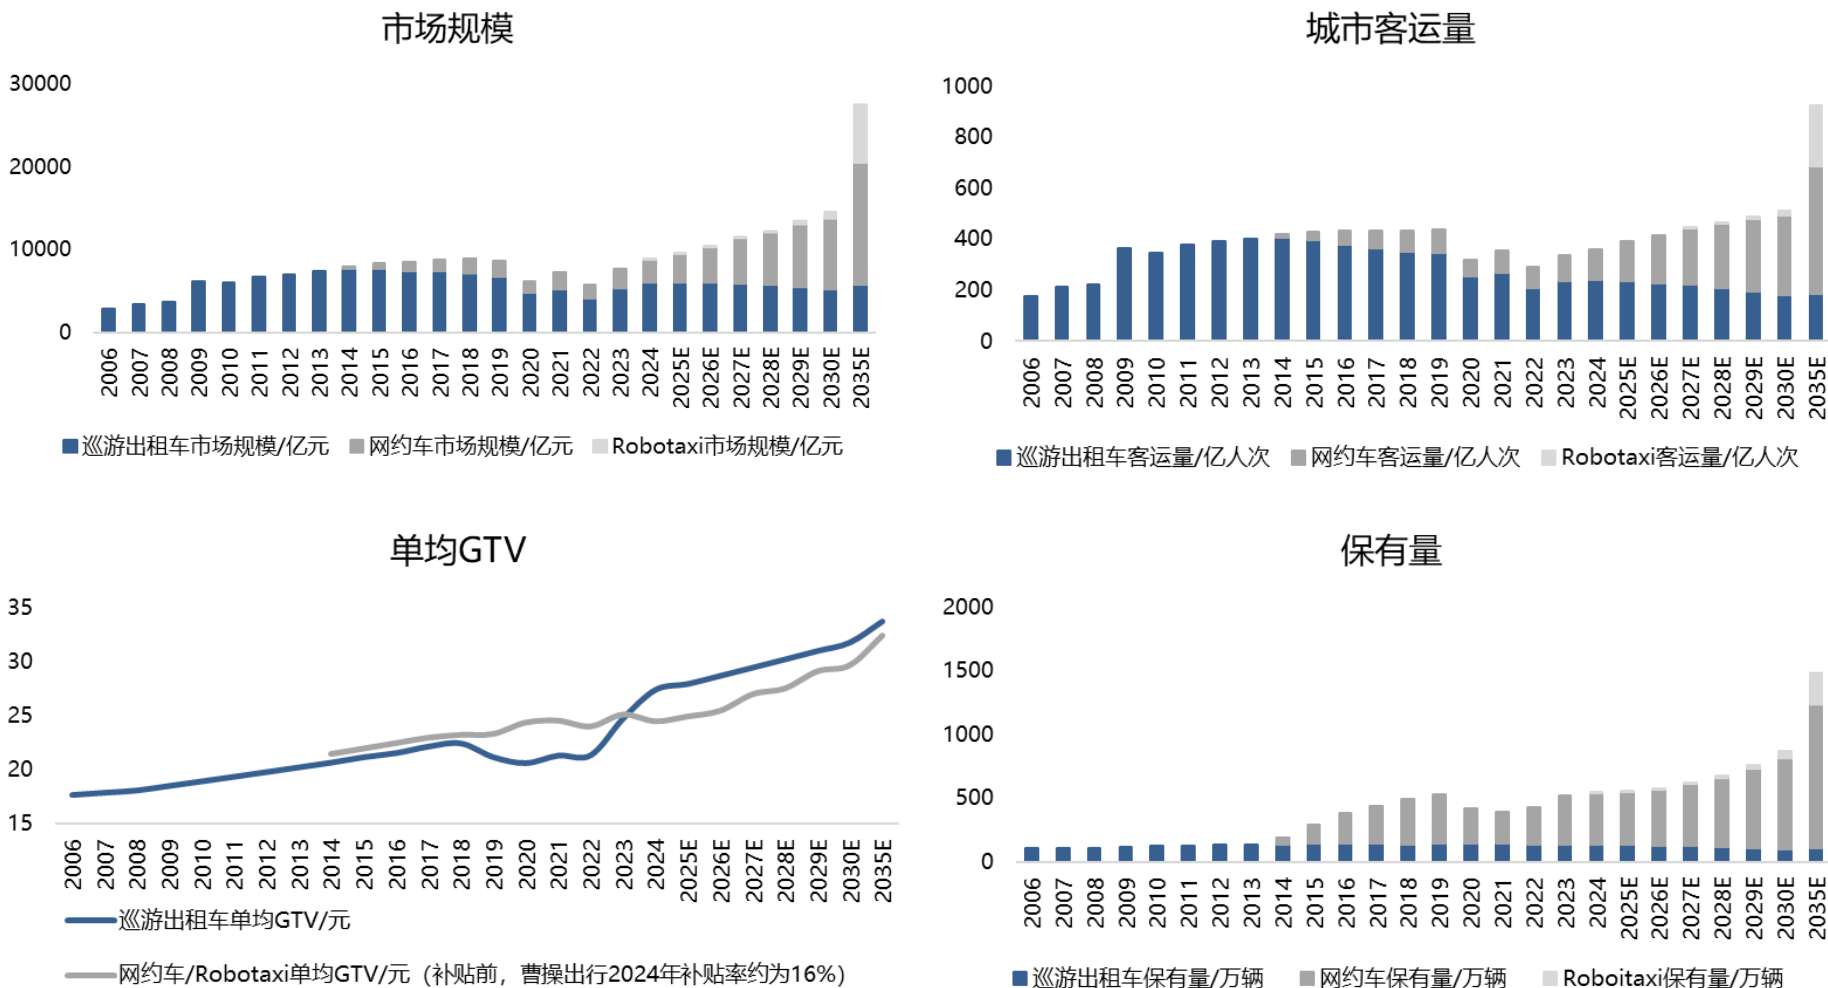 市场规模
30000
20000
10000
0
2006 2007 2008 2009 2010 2011 2012 2013 2014 2015 2016 2017 2018 2019 2020 2021 2022 2023 2024 2025E 2026E 2027E 2028E 2029E 2030E 2035E
巡游出租车市场规模/亿元 网约车市场规模/亿元 Robotaxi市场规模/亿元
城市客运量
1000
800
600
400
200
0
2006 2007 2008 2009 2010 2011 2012 2013 2014 2015 2016 2017 2018 2019 2020 2021 2022 2023 2024 2025E 2026E 2027E 2028E 2029E 2030E 2035E
巡游出租车客运量/亿人次 网约车客运量/亿人次 Robotaxi客运量/亿人次
单均GTV
35
30
25
20
15
2006 2007 2008 2009 2010 2011 2012 2013 2014 2015 2016 2017 2018 2019 2020 2021 2022 2023 2024 2025E 2026E 2027E 2028E 2029E 2030E 2035E
巡游出租车单均GTV/元
网约车/Robotaxi单均GTV/元（补贴前，曹操出行2024年补贴率约为16%）
保有量
2000
1500
1000
500
0
2006 2007 2008 2009 2010 2011 2012 2013 2014 2015 2016 2017 2018 2019 2020 2021 2022 2023 2024 2025E 2026E 2027E 2028E 2029E 2030E 2035E
巡游出租车保有量/万辆 网约车保有量/万辆 Roboitaxi保有量/万辆